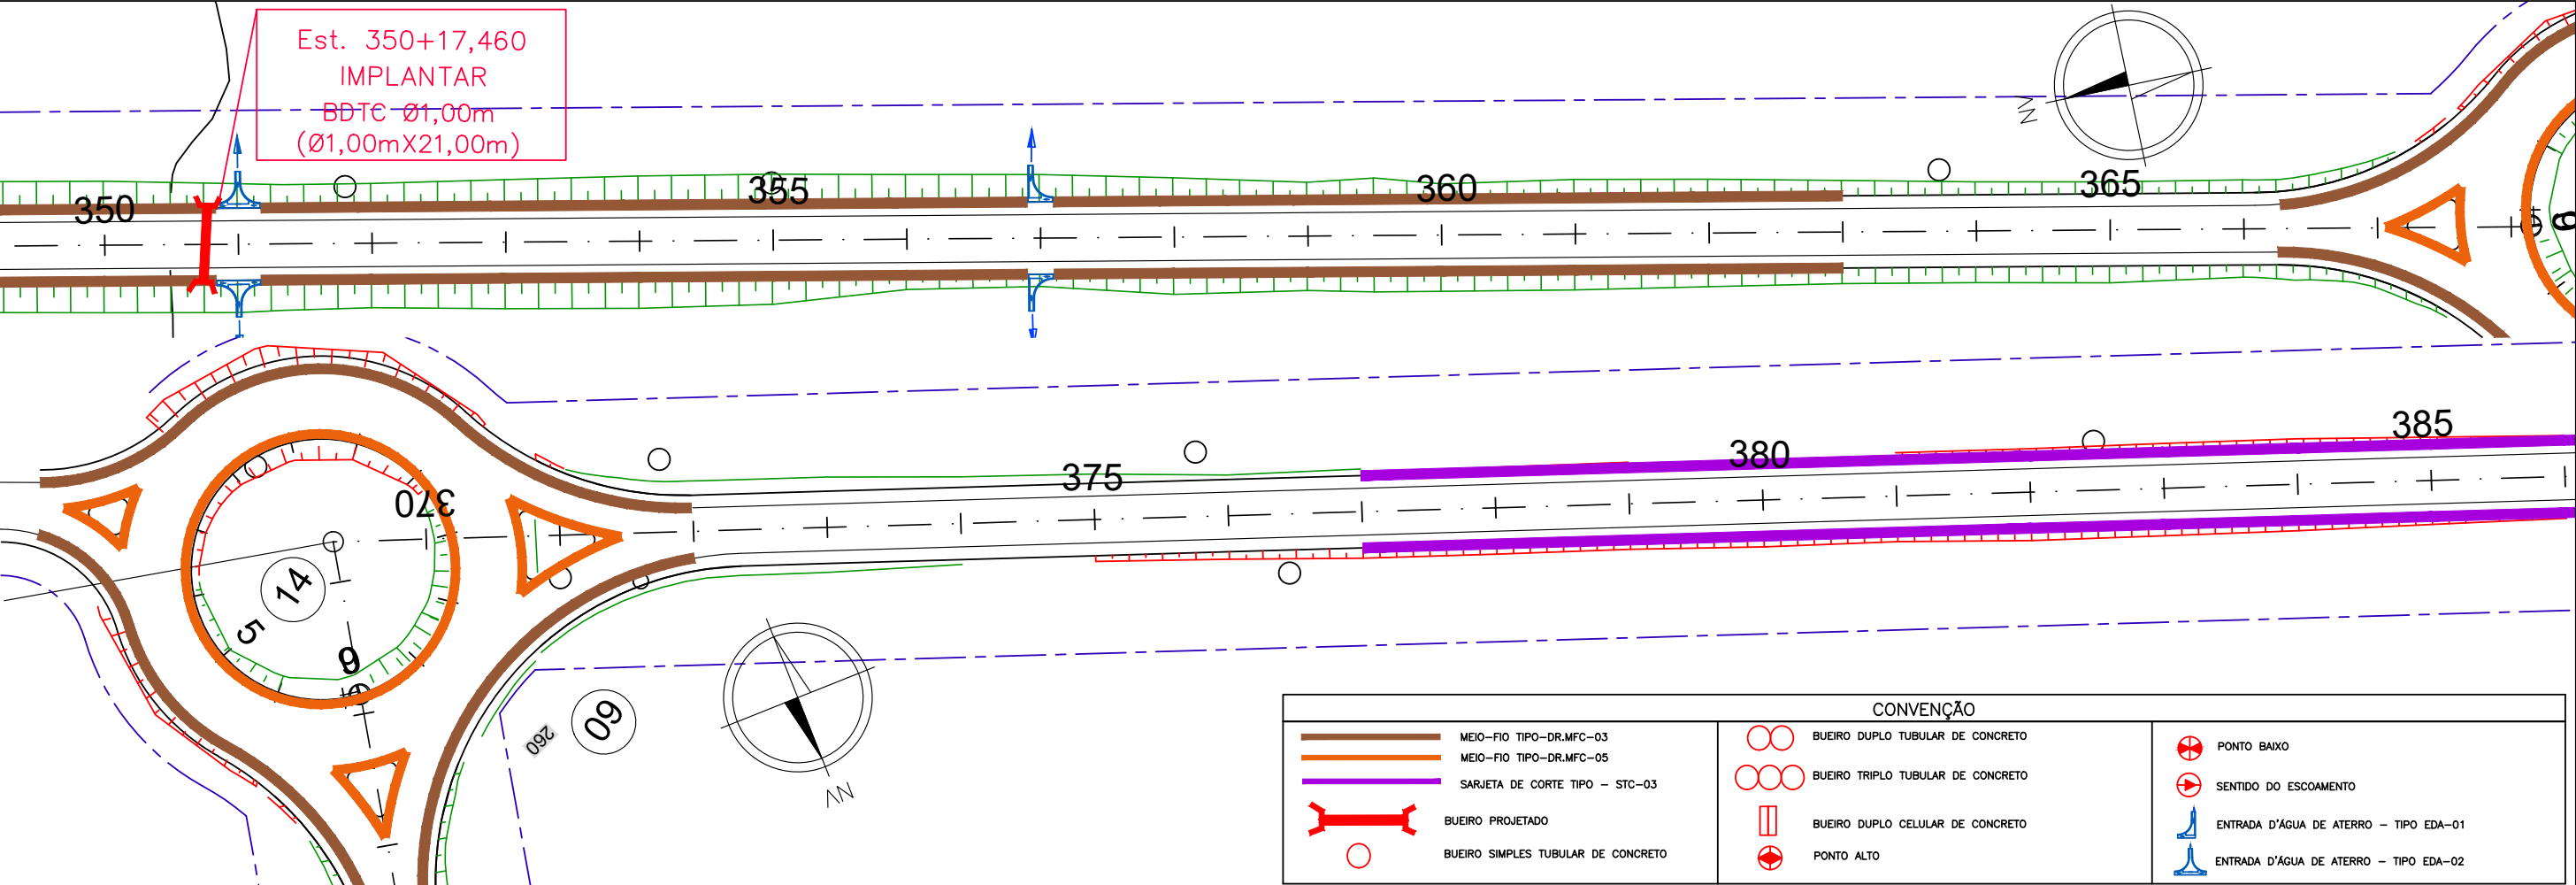 Est. 350+17,460
IMPLANTAR
BDTC Ø1,00m
(Ø1,00mX21,00m)
350
355
360
365
N
370
375
380
385
14
5
6
09
260
NV
CONVENÇÃO
MEIO-FIO TIPO-DR.MFC-03
MEIO-FIO TIPO-DR.MFC-05
SARJETA DE CORTE TIPO - STC-03
BUEIRO PROJETADO
BUEIRO SIMPLES TUBULAR DE CONCRETO
BUEIRO DUPLO TUBULAR DE CONCRETO
BUEIRO TRIPLO TUBULAR DE CONCRETO
BUEIRO DUPLO CELULAR DE CONCRETO
PONTO ALTO
PONTO BAIXO
SENTIDO DO ESCOAMENTO
ENTRADA D'ÁGUA DE ATERRO - TIPO EDA-01
ENTRADA D'ÁGUA DE ATERRO - TIPO EDA-02